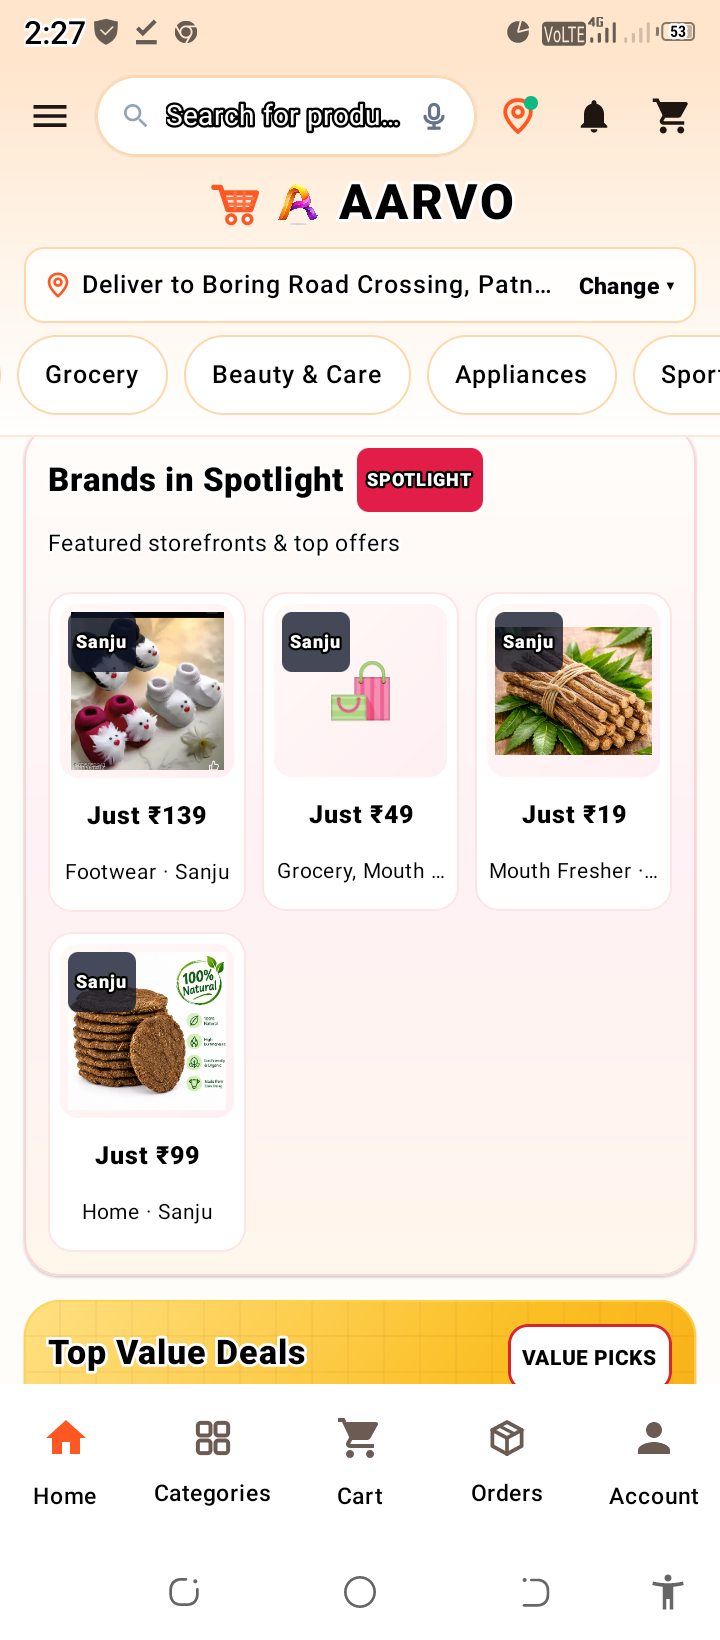 2:27
VoLTE 4G 53
Search for produ...
AARVO
Deliver to Boring Road Crossing, Patn... Change ▾
Grocery Beauty & Care Appliances Spor
Brands in Spotlight SPOTLIGHT
Featured storefronts & top offers
Sanju Sanju Sanju
Just ₹139 Just ₹49 Just ₹19
Footwear · Sanju Grocery, Mouth ... Mouth Fresher ·...
Sanju
100%
Natural
100%
Natural
Just ₹99
Home · Sanju
Top Value Deals VALUE PICKS
Home Categories Cart Orders Account